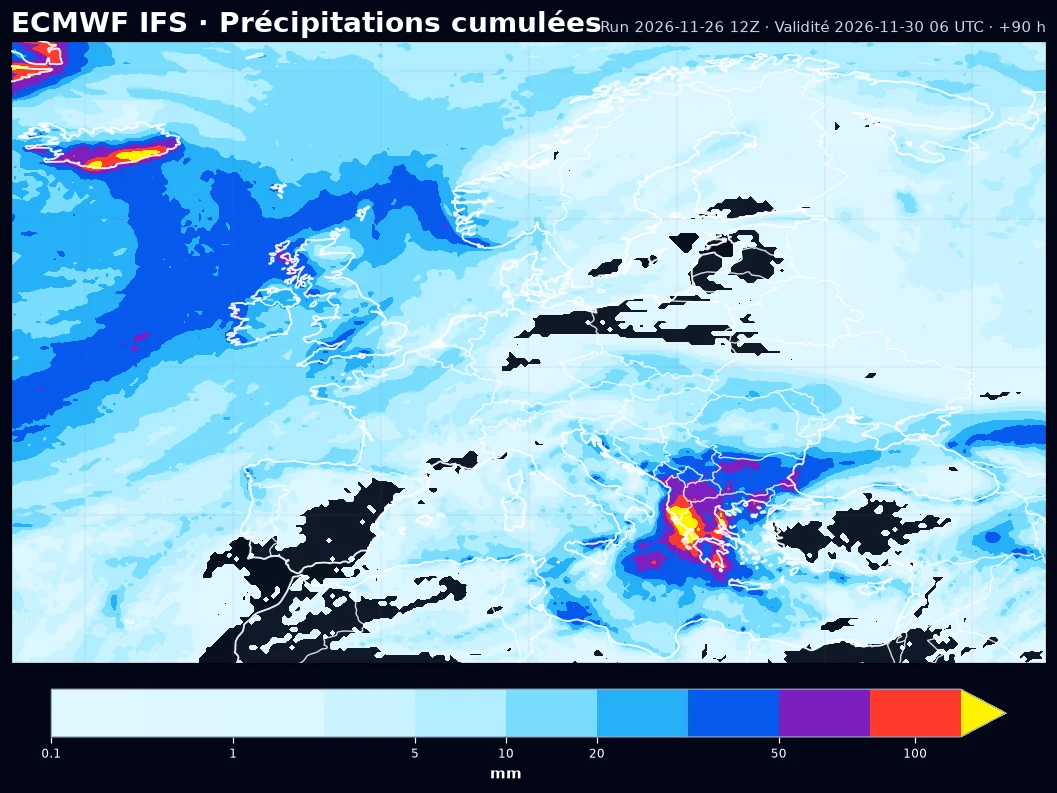 ECMWF IFS · Précipitations cumulées
Run 2026-11-26 12Z · Validité 2026-11-30 06 UTC · +90 h
0.1 1 5 10 20 50 100
mm